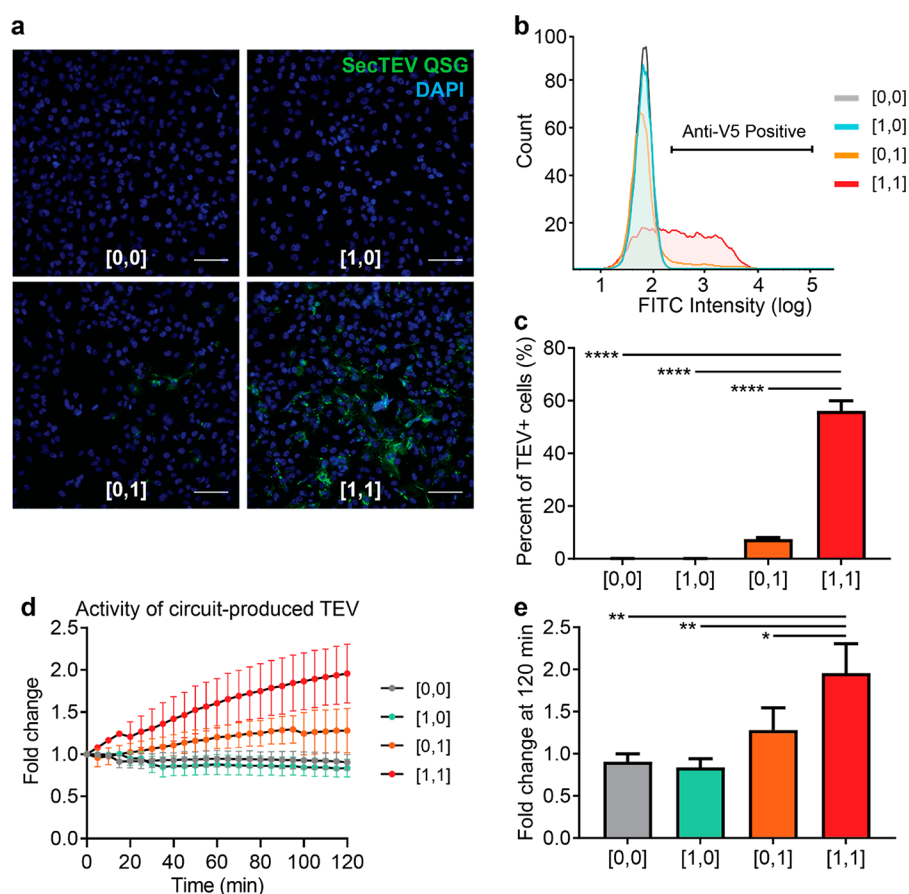 a
SecTEV QSG
DAPI
[0,0]
[1,0]
[0,1]
[1,1]
b
100
80
60
40
20
Count
Anti-V5 Positive
1 2 3 4 5
FITC Intensity (log)
[0,0]
[1,0]
[0,1]
[1,1]
c
80
60
40
20
0
Percent of TEV+ cells (%)
****
****
****
[0,0] [1,0] [0,1] [1,1]
d
Activity of circuit-produced TEV
2.5
2.0
1.5
1.0
0.5
0.0
Fold change
0 20 40 60 80 100 120
Time (min)
[0,0]
[1,0]
[0,1]
[1,1]
e
2.5
2.0
1.5
1.0
0.5
0.0
Fold change at 120 min
**
**
*
[0,0] [1,0] [0,1] [1,1]